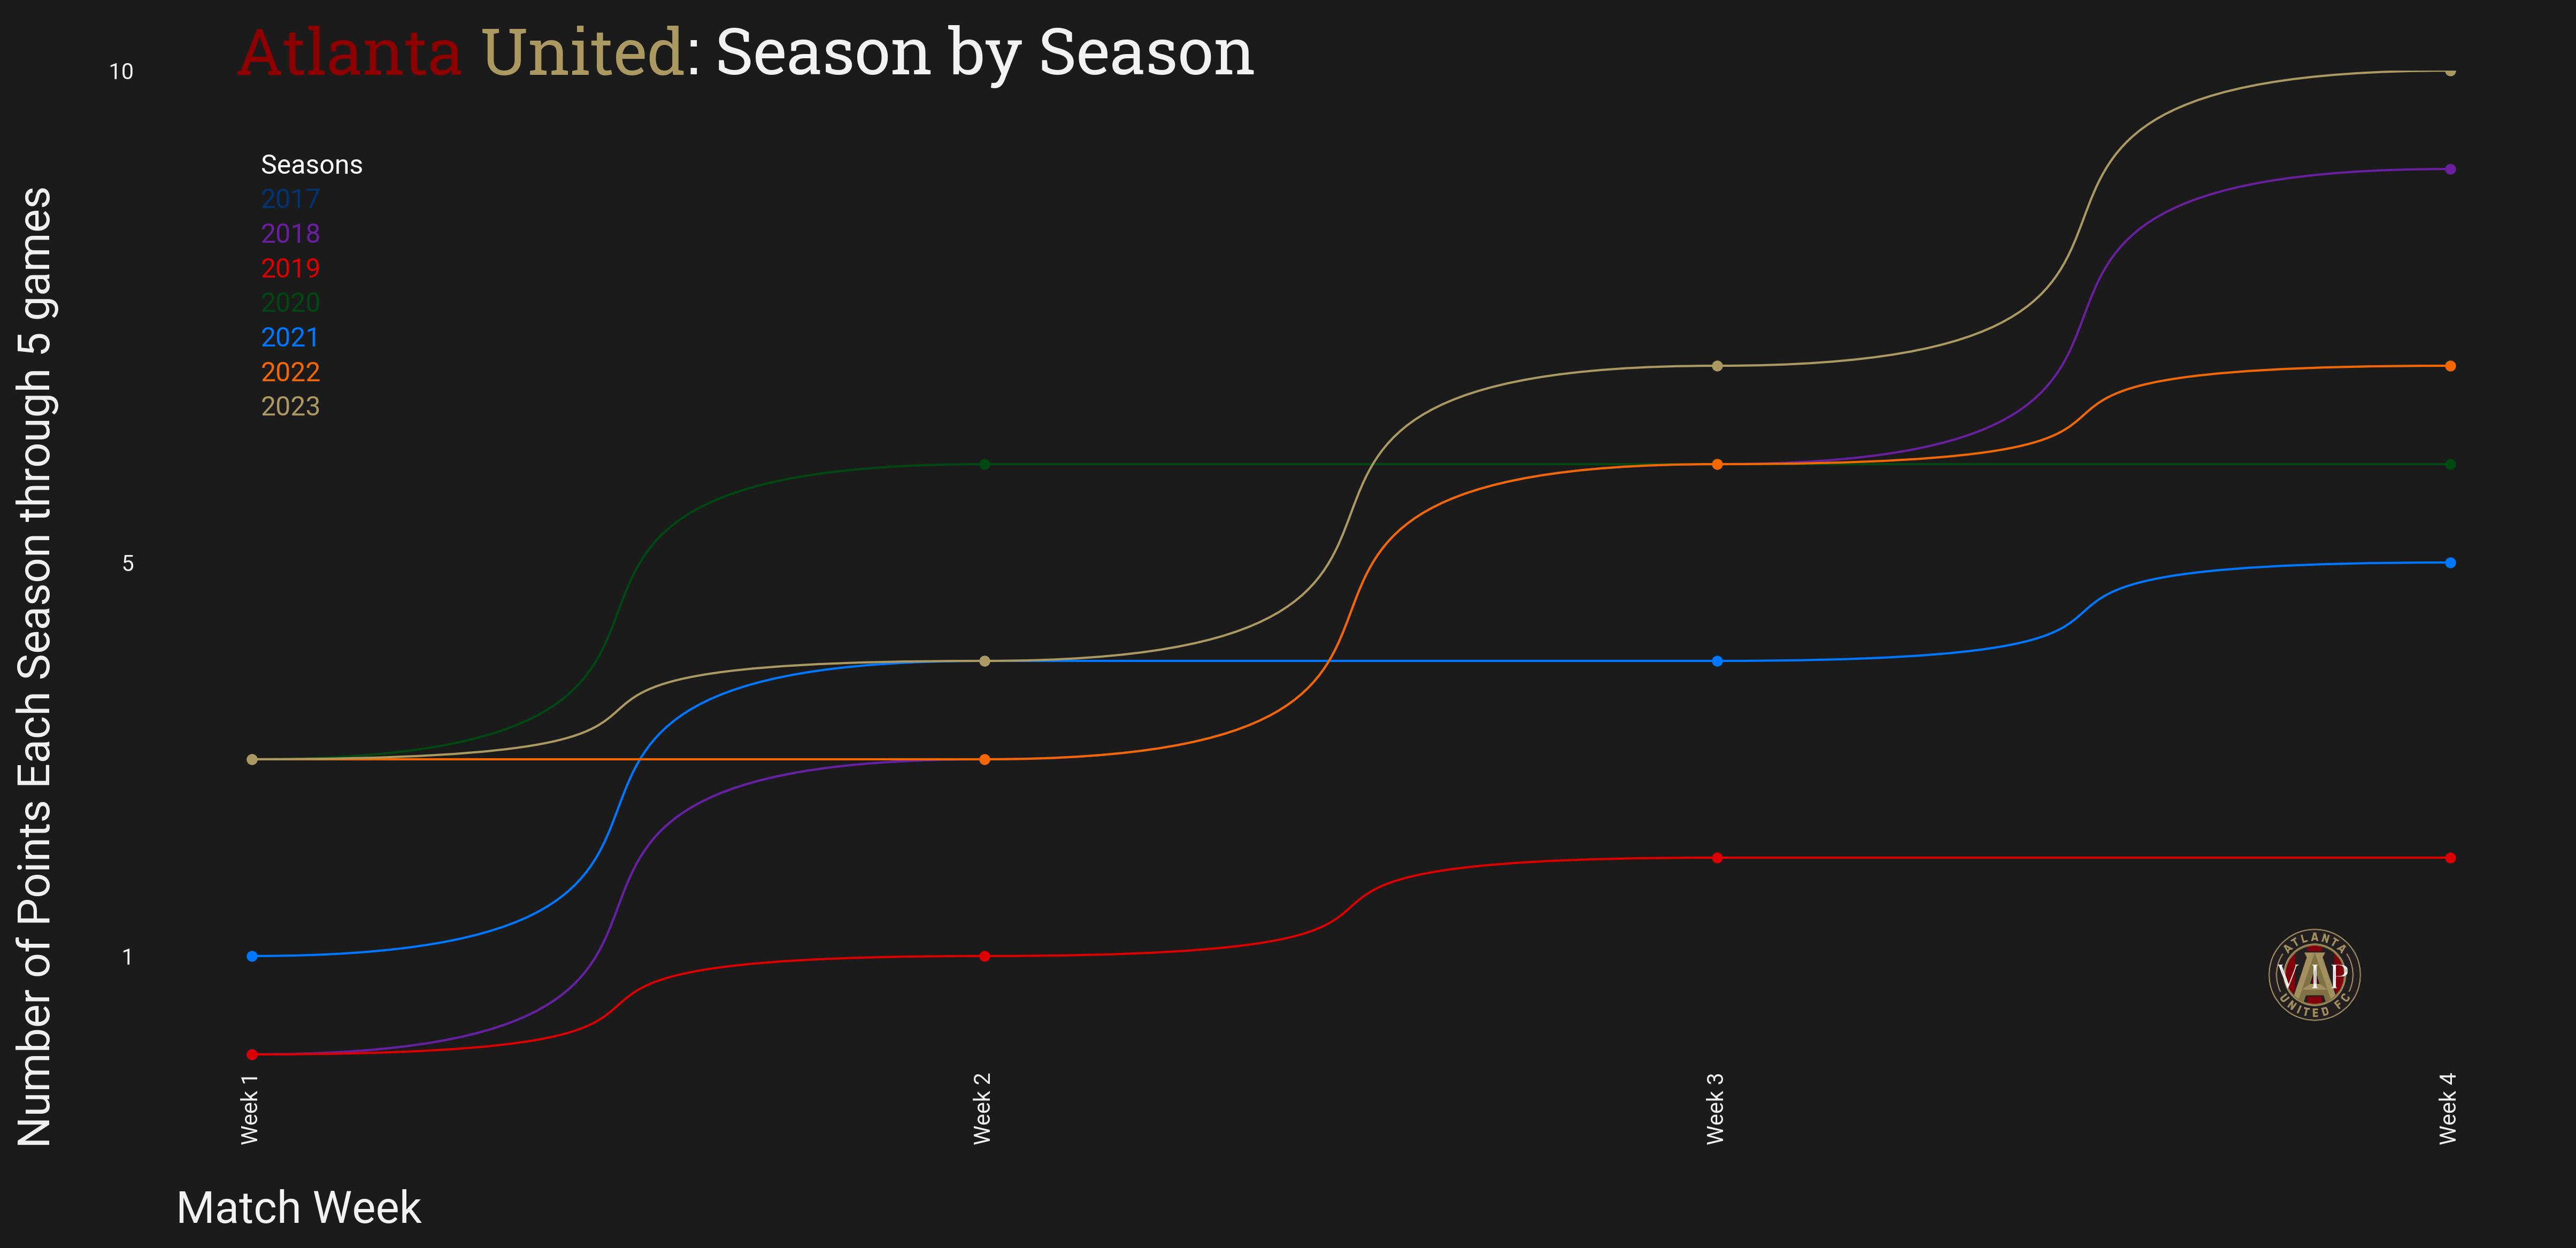 Atlanta United: Season by Season
10
5
1
Number of Points Each Season through 5 games
Seasons
2017
2018
2019
2020
2021
2022
2023
Week 1
Week 2
Week 3
Week 4
Match Week
ATLANTA
VIP
UNITED FC